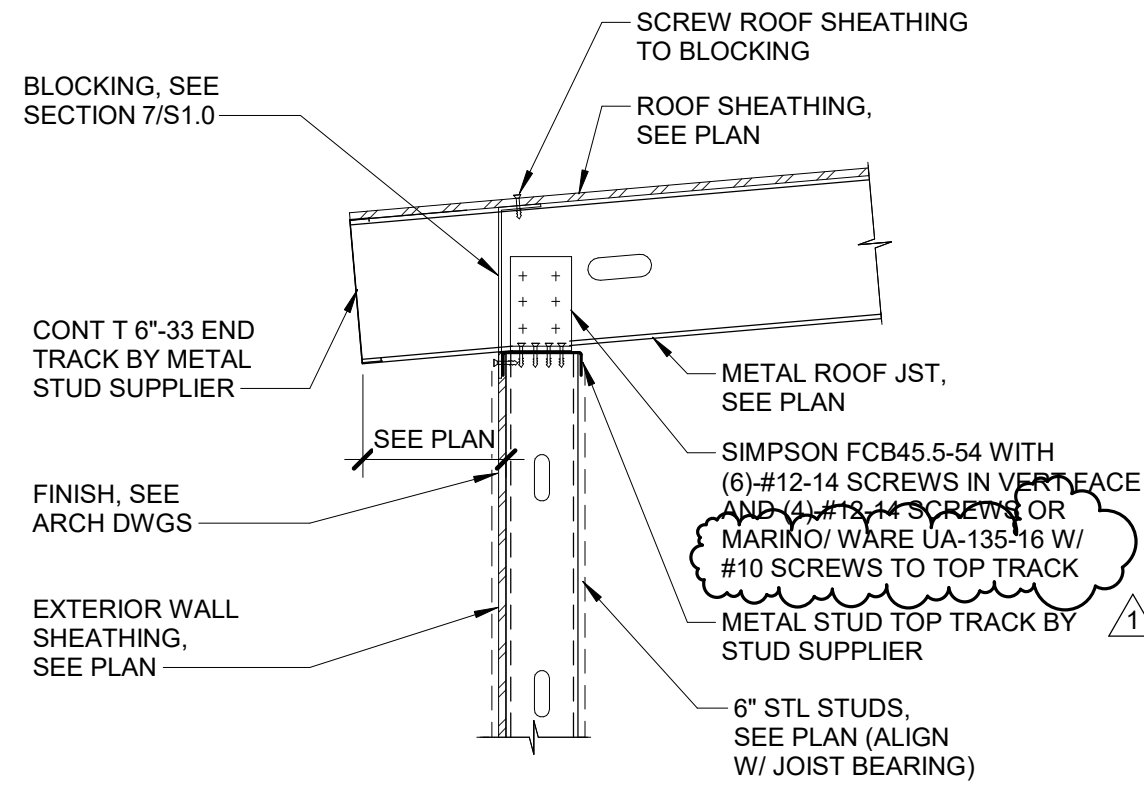 SCREW ROOF SHEATHING
TO BLOCKING
BLOCKING, SEE
SECTION 7/S1.0
ROOF SHEATHING,
SEE PLAN
CONT T 6"-33 END
TRACK BY METAL
STUD SUPPLIER
METAL ROOF JST,
SEE PLAN
SEE PLAN
SIMPSON FCB45.5-54 WITH
(6)-#12-14 SCREWS IN VERT FACE
AND (4)-#12-14 SCREWS OR
MARINO/ WARE UA-135-16 W/
#10 SCREWS TO TOP TRACK
FINISH, SEE
ARCH DWGS
EXTERIOR WALL
SHEATHING,
SEE PLAN
METAL STUD TOP TRACK BY
STUD SUPPLIER
1
6" STL STUDS,
SEE PLAN (ALIGN
W/ JOIST BEARING)